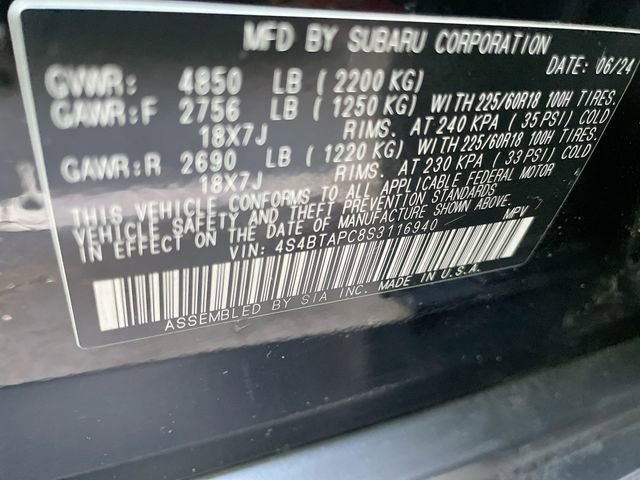 MFD BY SUBARU CORPORATION
DATE: 06/24
GVWR: 4850 LB (2200 KG)
GAWR:F 2756 LB (1250 KG) WITH 225/60R18 100H TIRES.
18X7J RIMS. AT 240 KPA (35 PSI) COLD
GAWR:R 2690 LB (1220 KG) WITH 225/60R18 100H TIRES.
18X7J RIMS. AT 230 KPA (33 PSI) COLD
THIS VEHICLE CONFORMS TO ALL APPLICABLE FEDERAL MOTOR
VEHICLE SAFETY, BUMPER, AND THEFT PREVENTION STANDARDS
IN EFFECT ON THE DATE OF MANUFACTURE SHOWN ABOVE.
VIN: 4S4BTAPC8S3116940 MPV
ASSEMBLED BY SIA INC. MADE IN U.S.A.